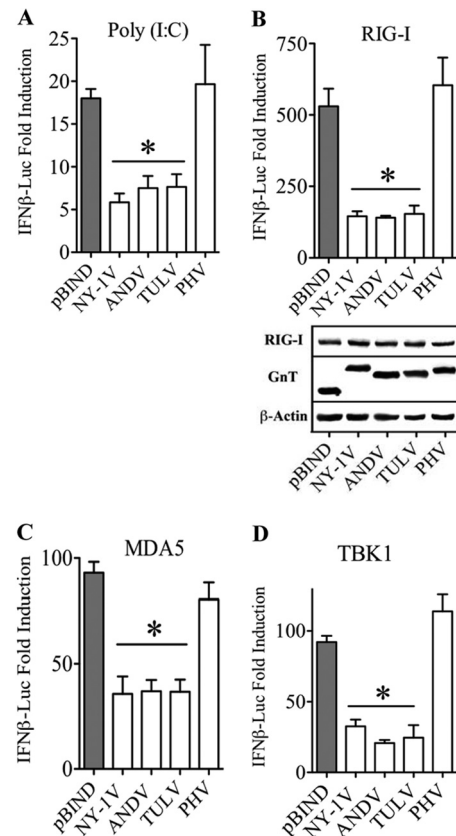 A
Poly (I:C)
IFNβ-Luc Fold Induction
25
20
15
10
5
0
*
pBIND
NY-1V
ANDV
TULV
PHV
B
RIG-I
IFNβ-Luc Fold Induction
750
500
250
0
*
pBIND
NY-1V
ANDV
TULV
PHV
RIG-I
GnT
β-Actin
pBIND
NY-1V
ANDV
TULV
PHV
C
MDA5
IFNβ-Luc Fold Induction
100
50
0
*
pBIND
NY-1V
ANDV
TULV
PHV
D
TBK1
IFNβ-Luc Fold Induction
100
50
0
*
pBIND
NY-1V
ANDV
TULV
PHV